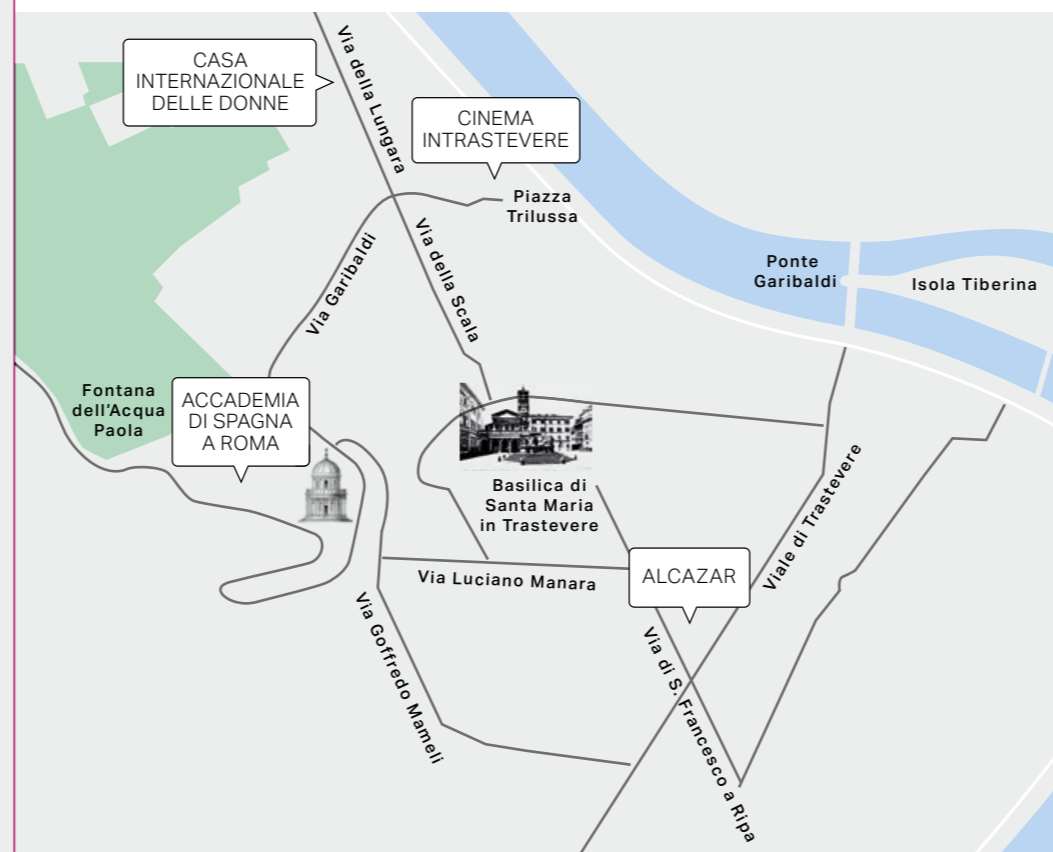 CASA
INTERNAZIONALE
DELLE DONNE
Via della Lungara
CINEMA
INTRASTEVERE
Piazza
Trilussa
Via Garibaldi
Via della Scala
Ponte
Garibaldi
Isola Tiberina
Fontana
dell'Acqua
Paola
ACCADEMIA
DI SPAGNA
A ROMA
Basilica di
Santa Maria
in Trastevere
Viale di Trastevere
Via Luciano Manara
ALCAZAR
Via Goffredo Mameli
Via di S. Francesco a Ripa